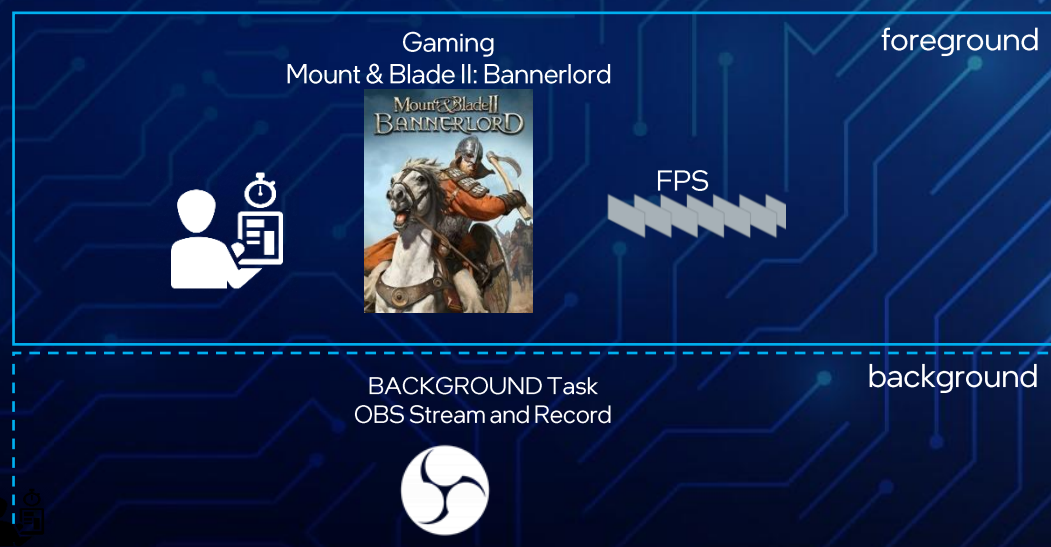 foreground
Gaming
Mount & Blade II: Bannerlord
Mount&Blade II
BANNERLORD
FPS
background
BACKGROUND Task
OBS Stream and Record